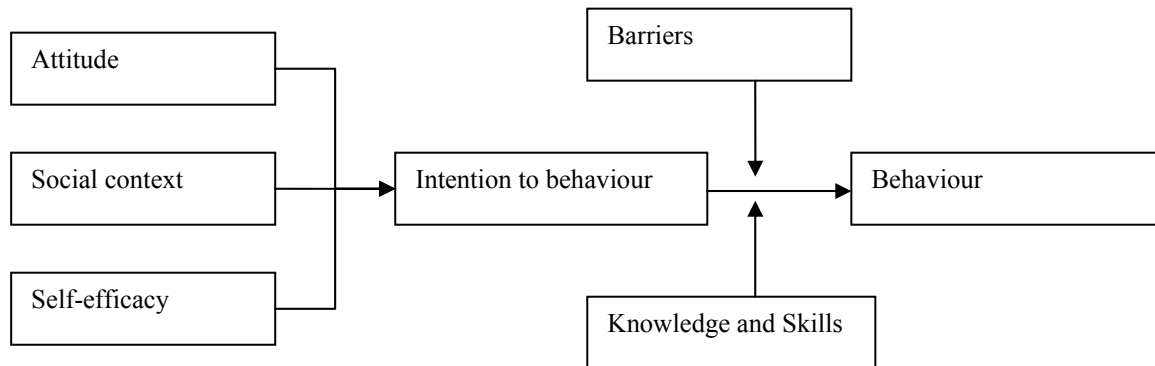 Barriers
Attitude
Social context
Intention to behaviour
Behaviour
Self-efficacy
Knowledge and Skills